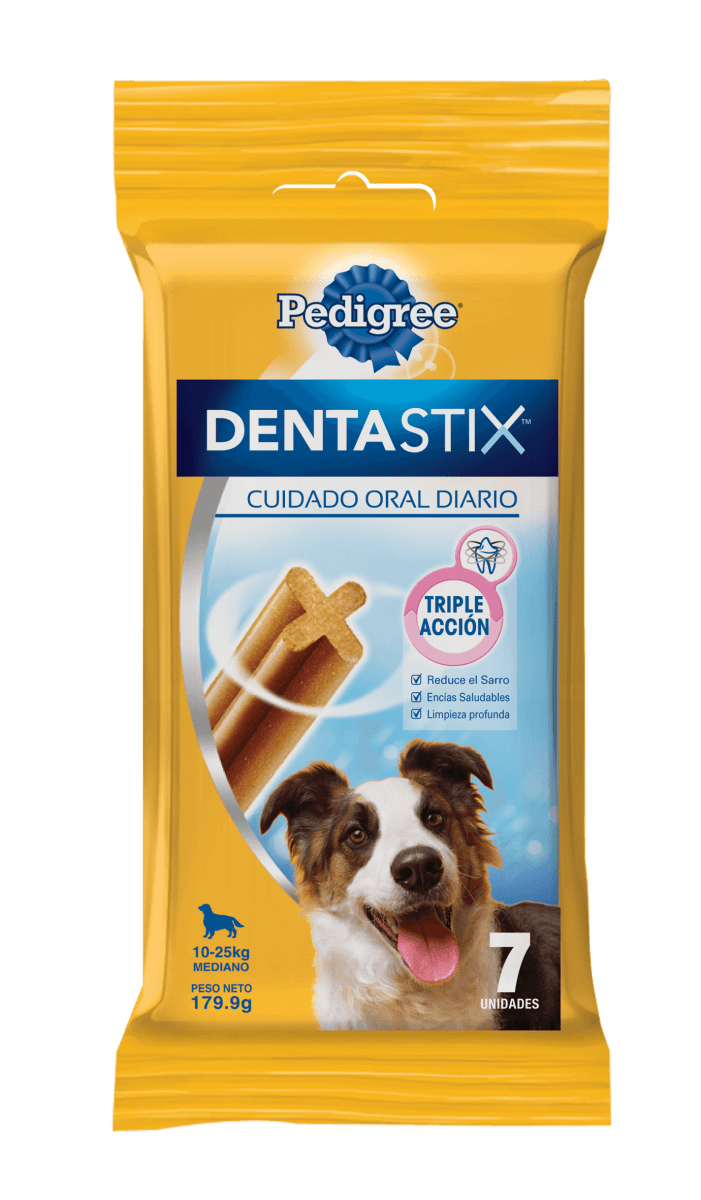 Pedigree®
DENTASTIX™
CUIDADO ORAL DIARIO
TRIPLE
ACCIÓN
Reduce el Sarro
Encías Saludables
Limpieza profunda
10-25kg
MEDIANO
PESO NETO
179.9g
7
UNIDADES